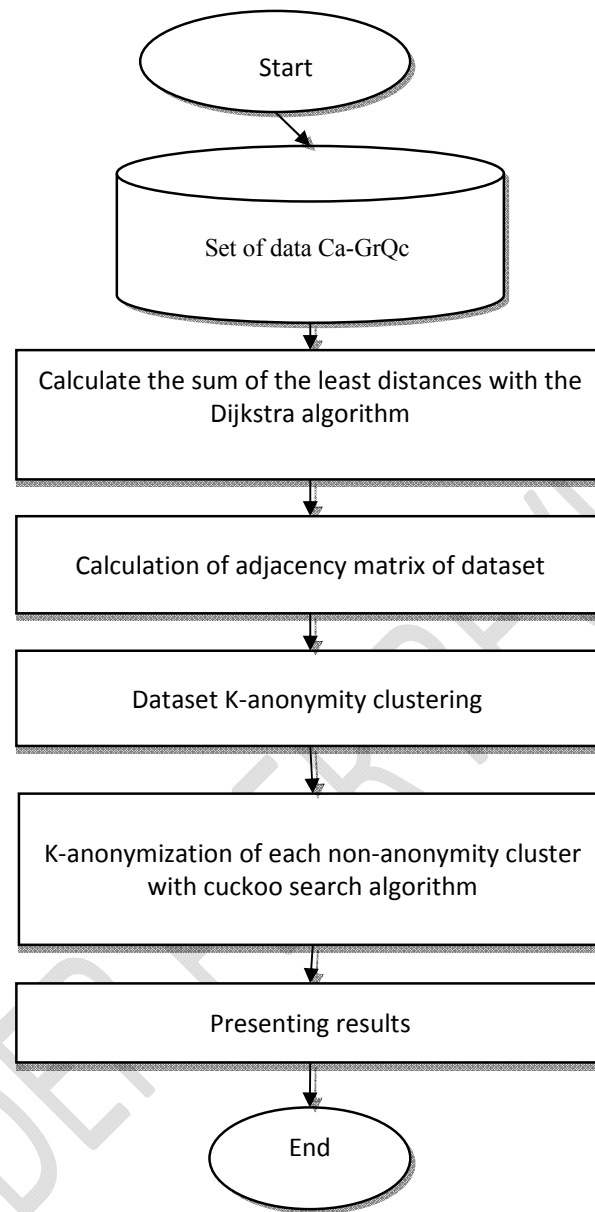 Start
Set of data Ca-GrQc
Calculate the sum of the least distances with the
Dijkstra algorithm
Calculation of adjacency matrix of dataset
Dataset K-anonymity clustering
K-anonymization of each non-anonymity cluster
with cuckoo search algorithm
Presenting results
End